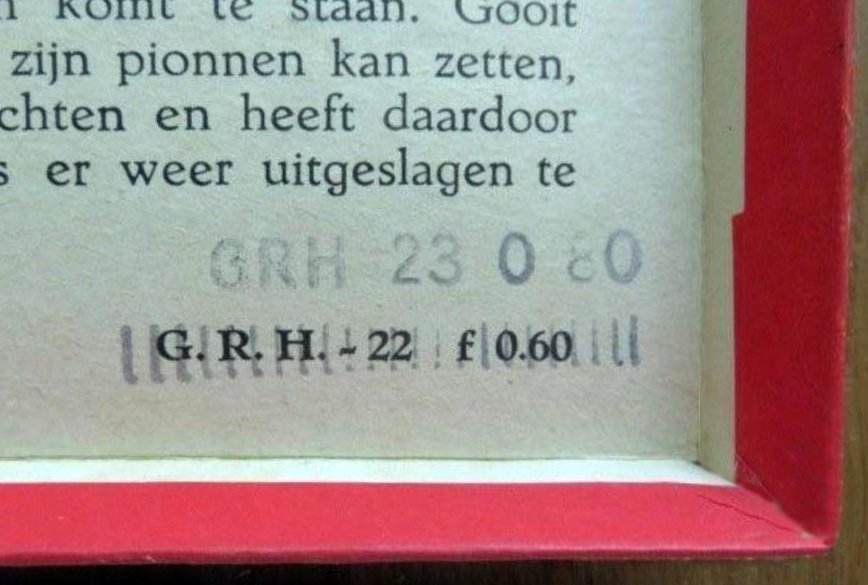 komt te staan. Gooit
zijn pionnen kan zetten,
chten en heeft daardoor
s er weer uitgeslagen te
GRH 23 0 80
G. R. H. - 22 f 0.60